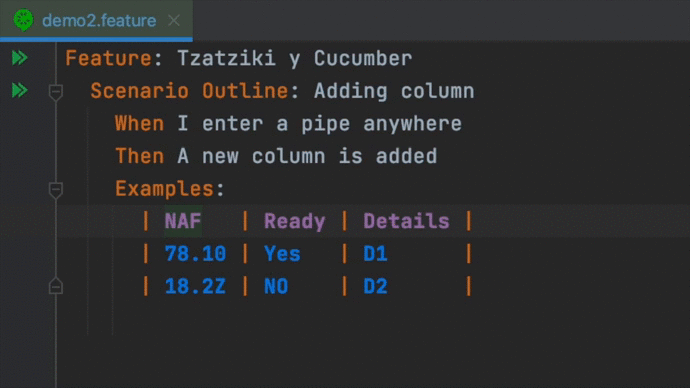 demo2.feature
Feature: Tzatziki y Cucumber
Scenario Outline: Adding column
When I enter a pipe anywhere
Then A new column is added
Examples:
| NAF | Ready | Details |
| 78.10 | Yes | D1 |
| 18.2Z | NO | D2 |